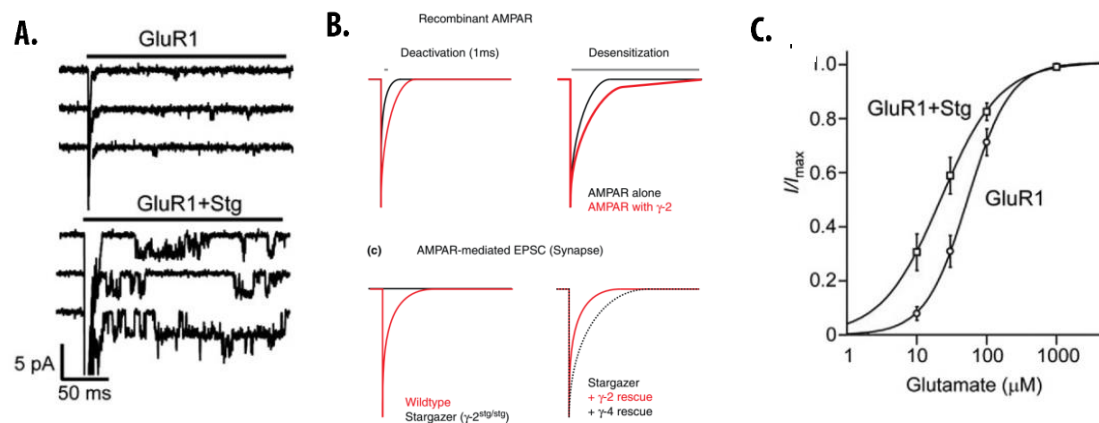 A.
GluR1
GluR1+Stg
5 pA
50 ms
B.
Recombinant AMPAR
Deactivation (1ms)
Desensitization
AMPAR alone
AMPAR with γ-2
(c) AMPAR-mediated EPSC (Synapse)
Wildtype
Stargazer (γ-2stg/stg)
Stargazer
+ γ-2 rescue
+ γ-4 rescue
C.
1.0
0.8
0.6
0.4
0.2
0
I/Imax
GluR1+Stg
GluR1
1 10 100 1000
Glutamate (μM)